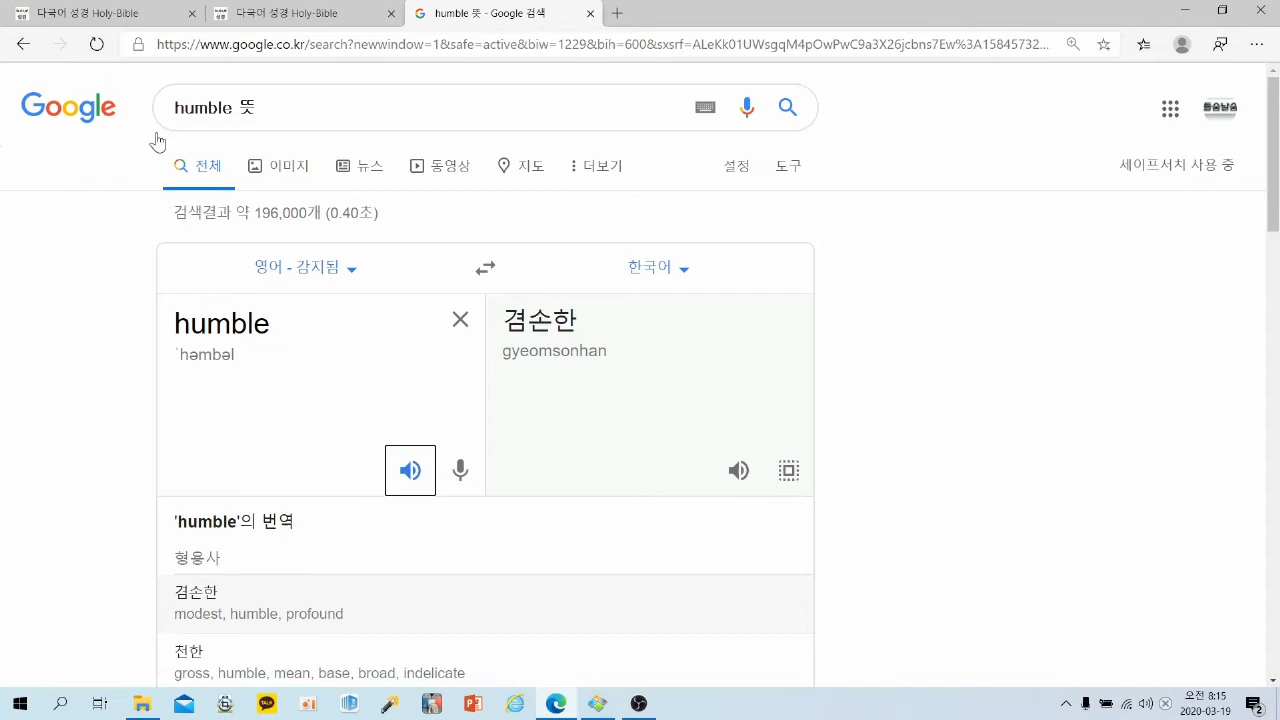 다국어 성경 Holy-Bible
다국어 성경 Holy-Bible
humble 뜻 - Google 검색
https://www.google.co.kr/search?newwindow=1&safe=active&biw=1229&bih=600&sxsrf=ALeKk01UWsgqM4pOwPwC9a3X26jcbns7Ew%3A15845732...
Google
humble 뜻
돌솜날솜
전체
이미지
뉴스
동영상
지도
더보기
설정
도구
세이프서치 사용 중
검색결과 약 196,000개 (0.40초)
영어 - 감지됨
한국어
humble
ˈhəmbəl
겸손한
gyeomsonhan
'humble'의 번역
형용사
겸손한
modest, humble, profound
천한
gross, humble, mean, base, broad, indelicate
TALK
오전 8:15
2020-03-19
2